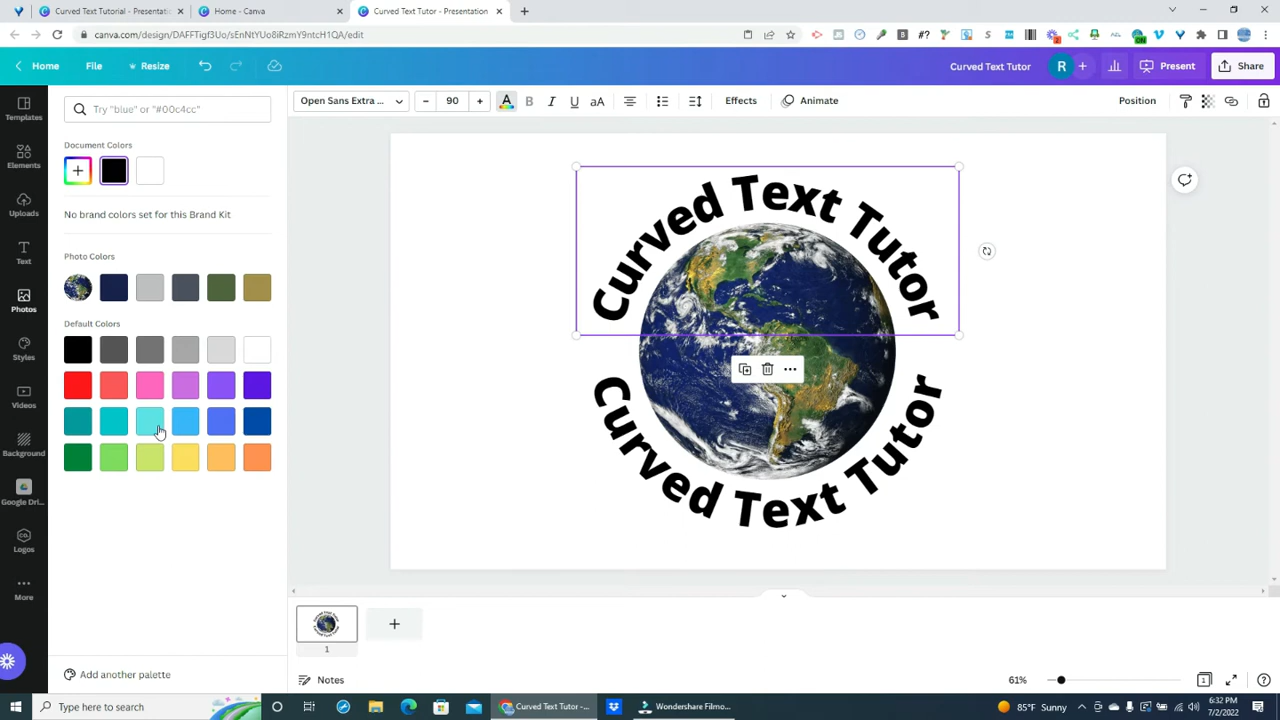 Curved Text Tutorial - Presentatio
Home - Canva
Curved Text Tutor - Presentation
canva.com/design/DAFFTigf3Uo/sEnNtYUo8iRzmY9ntcH1QA/edit
Home
File
Resize
Curved Text Tutor
R
Present
Share
Templates
Elements
Uploads
Text
Photos
Styles
Videos
Background
Google Dri...
Logos
More
Try "blue" or "#00c4cc"
Document Colors
No brand colors set for this Brand Kit
Photo Colors
Default Colors
Add another palette
Open Sans Extra ...
90
A
B
I
U
aA
Effects
Animate
Position
Curved Text Tutor
Curved Text Tutor
1
Notes
61%
1
Type here to search
Curved Text Tutor -...
Wondershare Filmo...
85°F Sunny
6:32 PM
7/2/2022